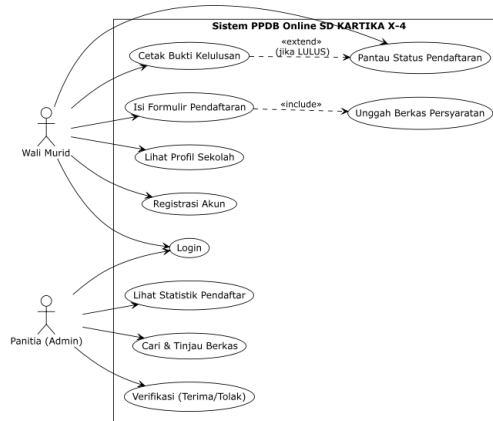 Sistem PPDB Online SD KARTIKA X-4
Cetak Bukti Kelulusan
«extend»
(jika LULUS)
Pantau Status Pendaftaran
Isi Formulir Pendaftaran
«include»
Unggah Berkas Persyaratan
Wali Murid
Lihat Profil Sekolah
Registrasi Akun
Login
Lihat Statistik Pendaftar
Panitia (Admin)
Cari & Tinjau Berkas
Verifikasi (Terima/Tolak)